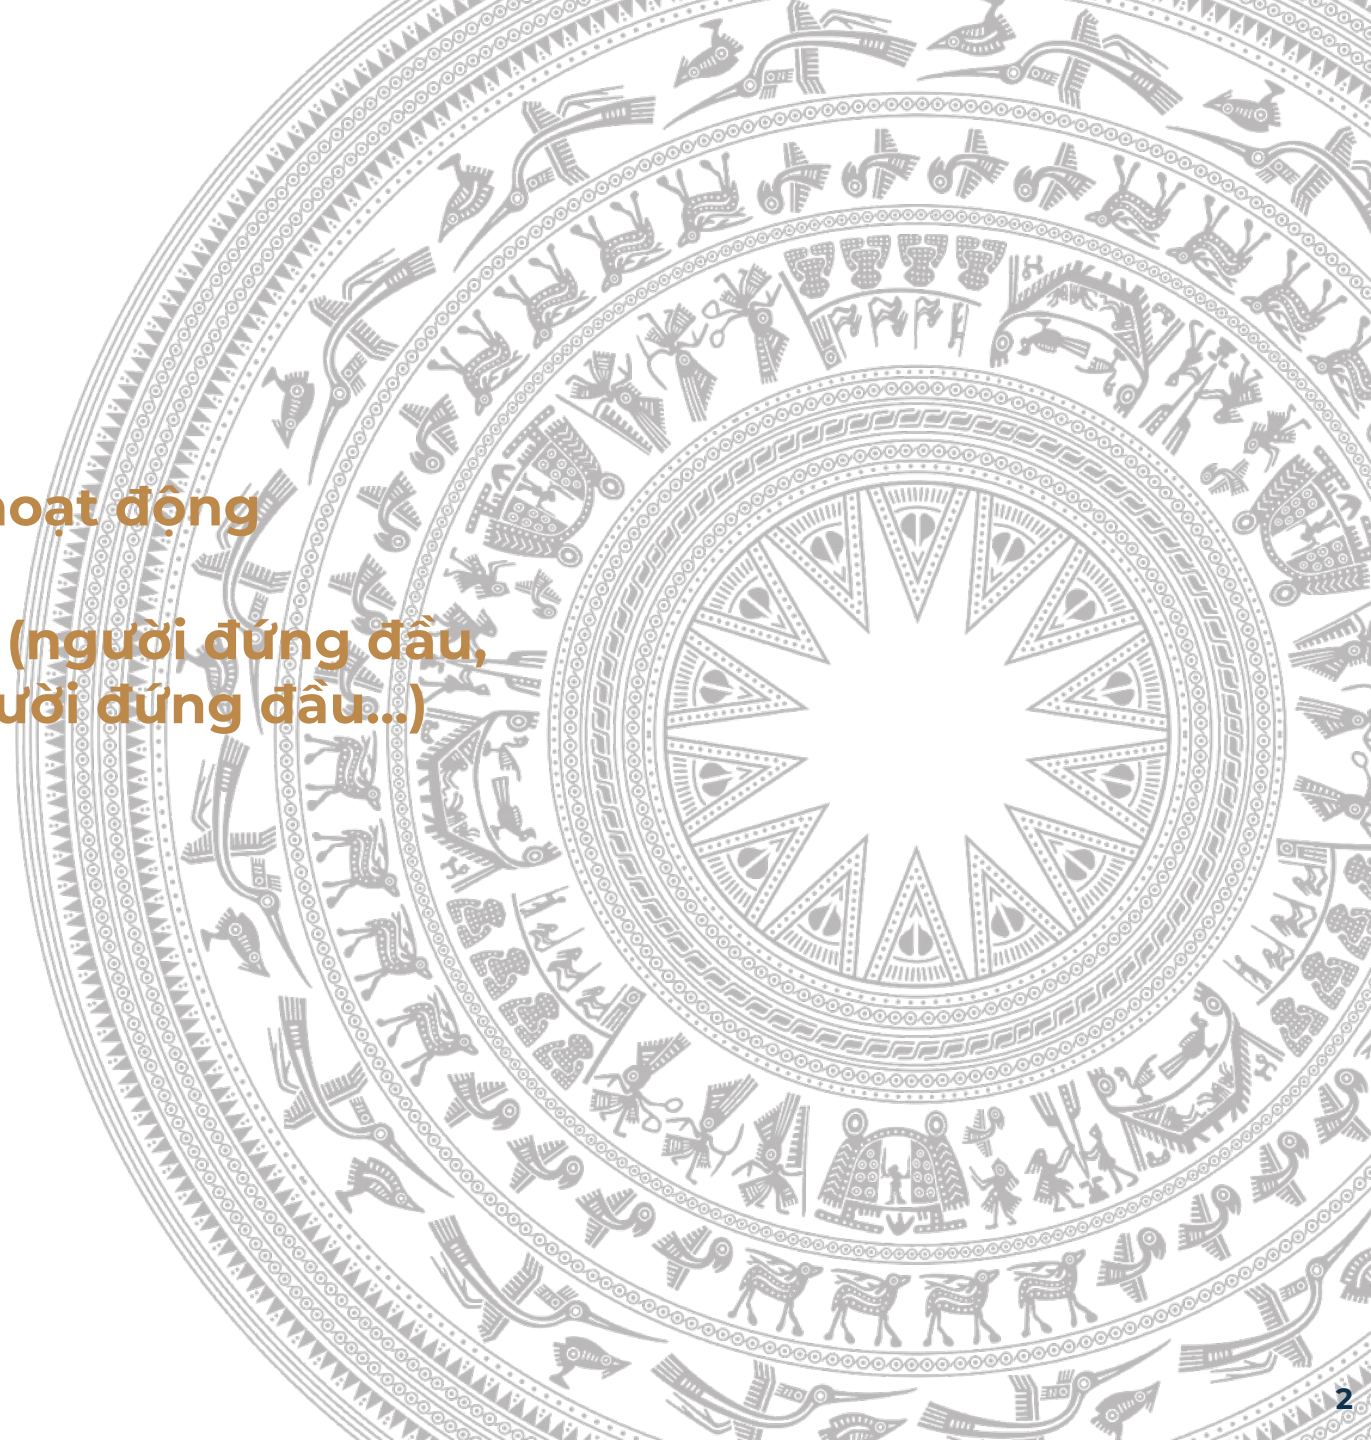 hoạt động
(người đứng đầu,
ười đứng đầu...)
2